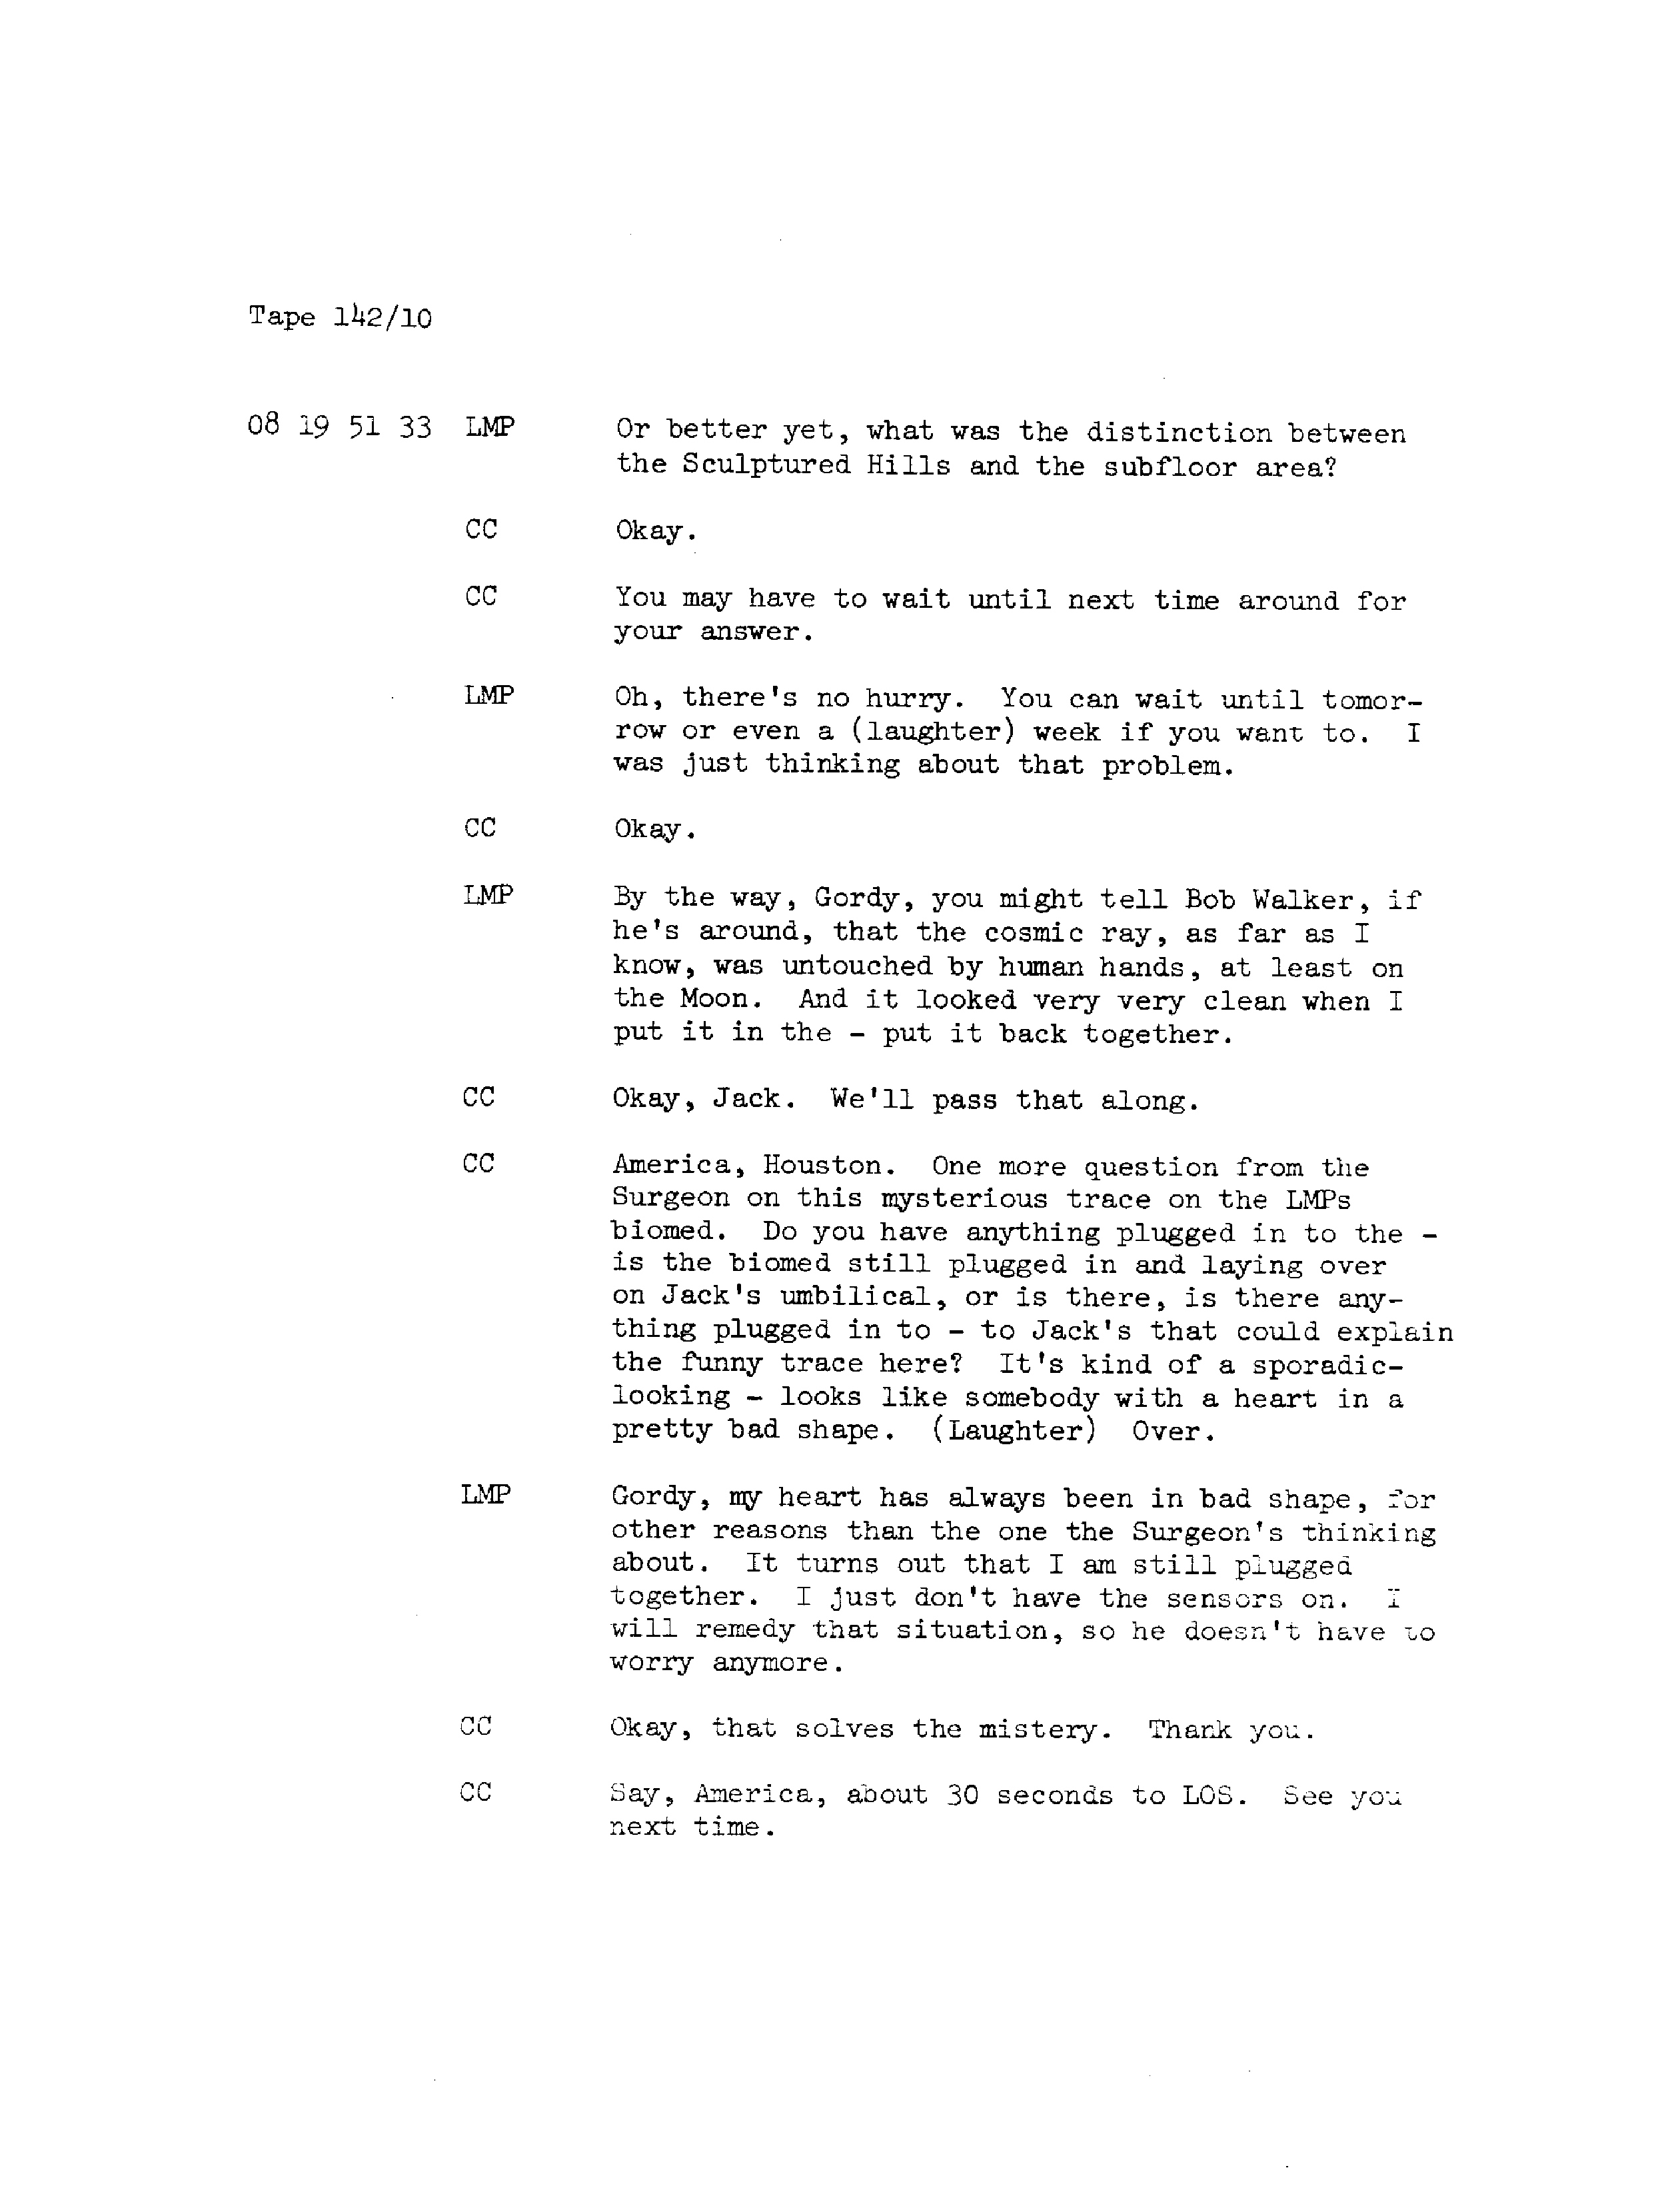 Tape 142/10
08 19 51 33 LMP Or better yet, what was the distinction between
the Sculptured Hills and the subfloor area?
CC Okay.
CC You may have to wait until next time around for
your answer.
LMP Oh, there's no hurry. You can wait until tomor-
row or even a (laughter) week if you want to. I
was just thinking about that problem.
CC Okay.
LMP By the way, Gordy, you might tell Bob Walker, if
he's around, that the cosmic ray, as far as I
know, was untouched by human hands, at least on
the Moon. And it looked very very clean when I
put it in the - put it back together.
CC Okay, Jack. We'll pass that along.
CC America, Houston. One more question from the
Surgeon on this mysterious trace on the LMPs
biomed. Do you have anything plugged in to the -
is the biomed still plugged in and laying over
on Jack's umbilical, or is there, is there any-
thing plugged in to - to Jack's that could explain
the funny trace here? It's kind of a sporadic-
looking - looks like somebody with a heart in a
pretty bad shape. (Laughter) Over.
LMP Gordy, my heart has always been in bad shape, for
other reasons than the one the Surgeon's thinking
about. It turns out that I am still plugged
together. I just don't have the sensors on. I
will remedy that situation, so he doesn't have to
worry anymore.
CC Okay, that solves the mistery. Thank you.
CC Say, America, about 30 seconds to LOS. See you
next time.